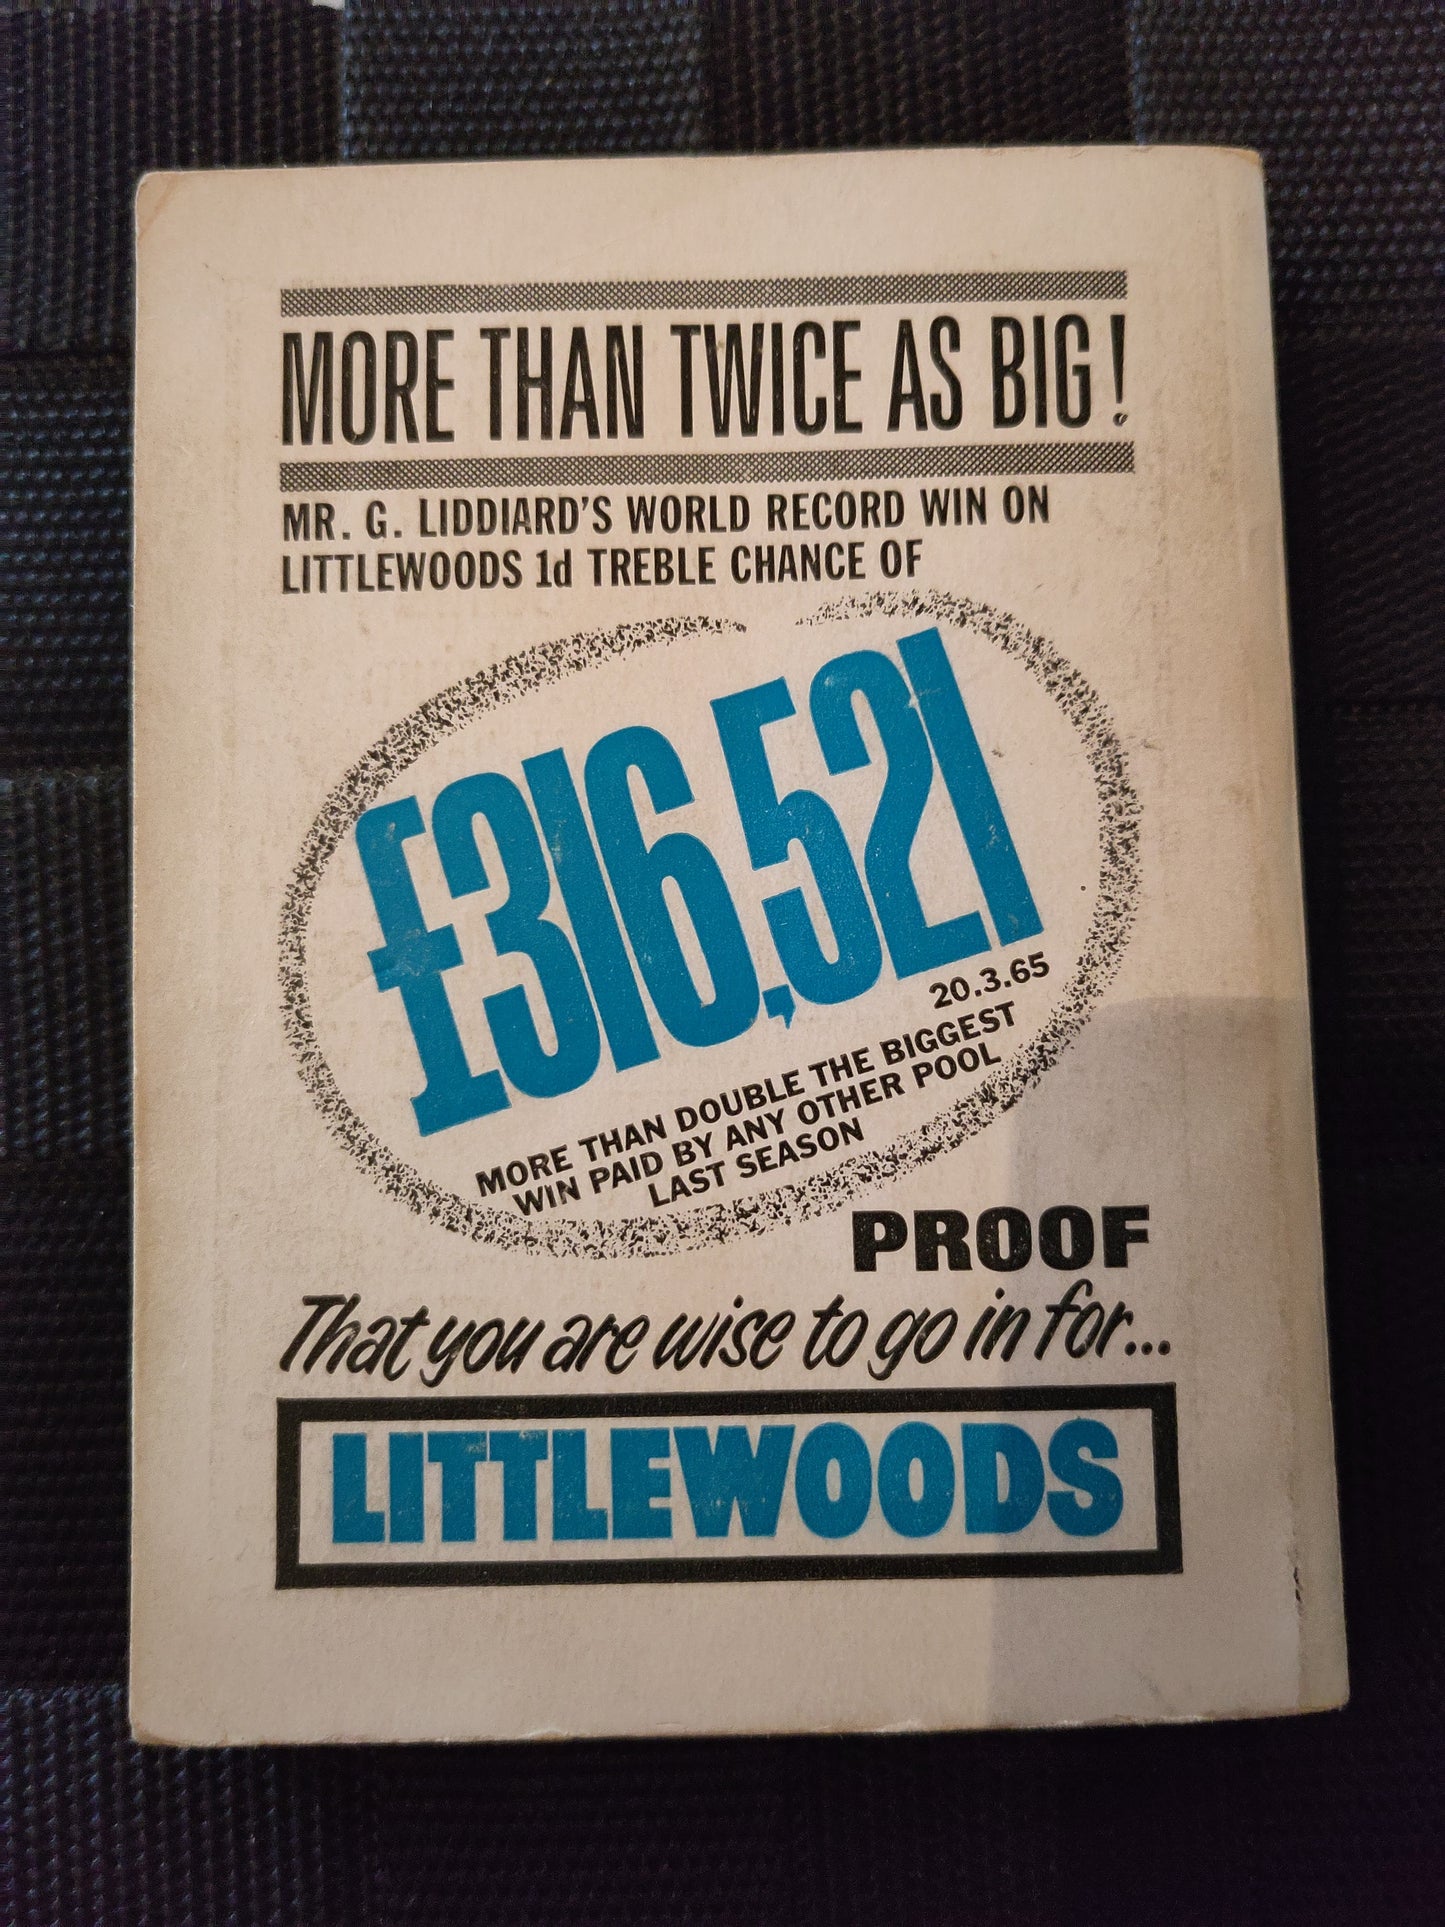 MORE THAN TWICE AS BIG!
MR. G. LIDDIARD'S WORLD RECORD WIN ON
LITTLEWOODS 1d TREBLE CHANCE OF
£316,521
20.3.65
MORE THAN DOUBLE THE BIGGEST
WIN PAID BY ANY OTHER POOL
LAST SEASON
PROOF
That you are wise to go in for...
LITTLEWOODS